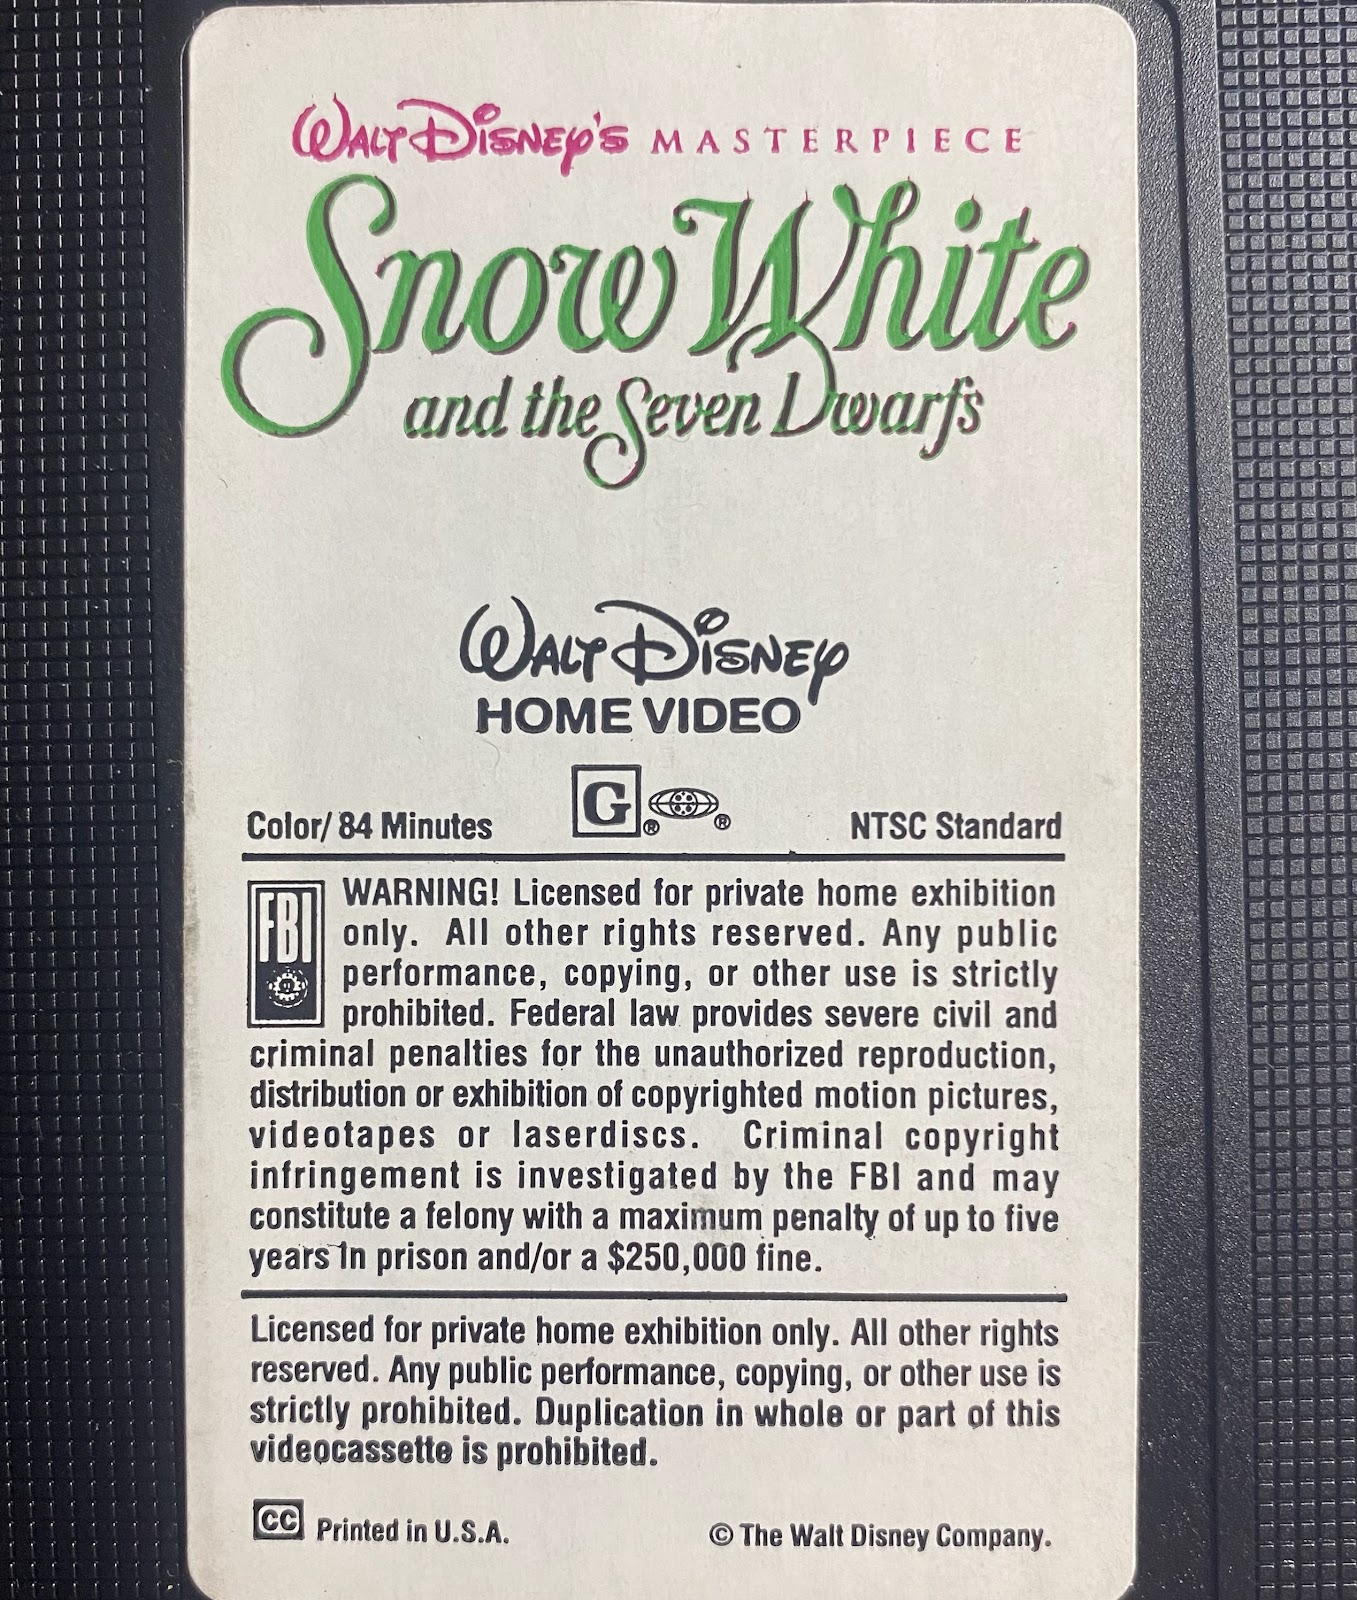 Walt Disney's MASTERPIECE
Snow White
and the Seven Dwarfs
Walt Disney
HOME VIDEO
G ® ®
Color/ 84 Minutes NTSC Standard
FBI
WARNING! Licensed for private home exhibition
only. All other rights reserved. Any public
performance, copying, or other use is strictly
prohibited. Federal law provides severe civil and
criminal penalties for the unauthorized reproduction,
distribution or exhibition of copyrighted motion pictures,
videotapes or laserdiscs. Criminal copyright
infringement is investigated by the FBI and may
constitute a felony with a maximum penalty of up to five
years in prison and/or a $250,000 fine.
Licensed for private home exhibition only. All other rights
reserved. Any public performance, copying, or other use is
strictly prohibited. Duplication in whole or part of this
videocassette is prohibited.
CC Printed in U.S.A. © The Walt Disney Company.